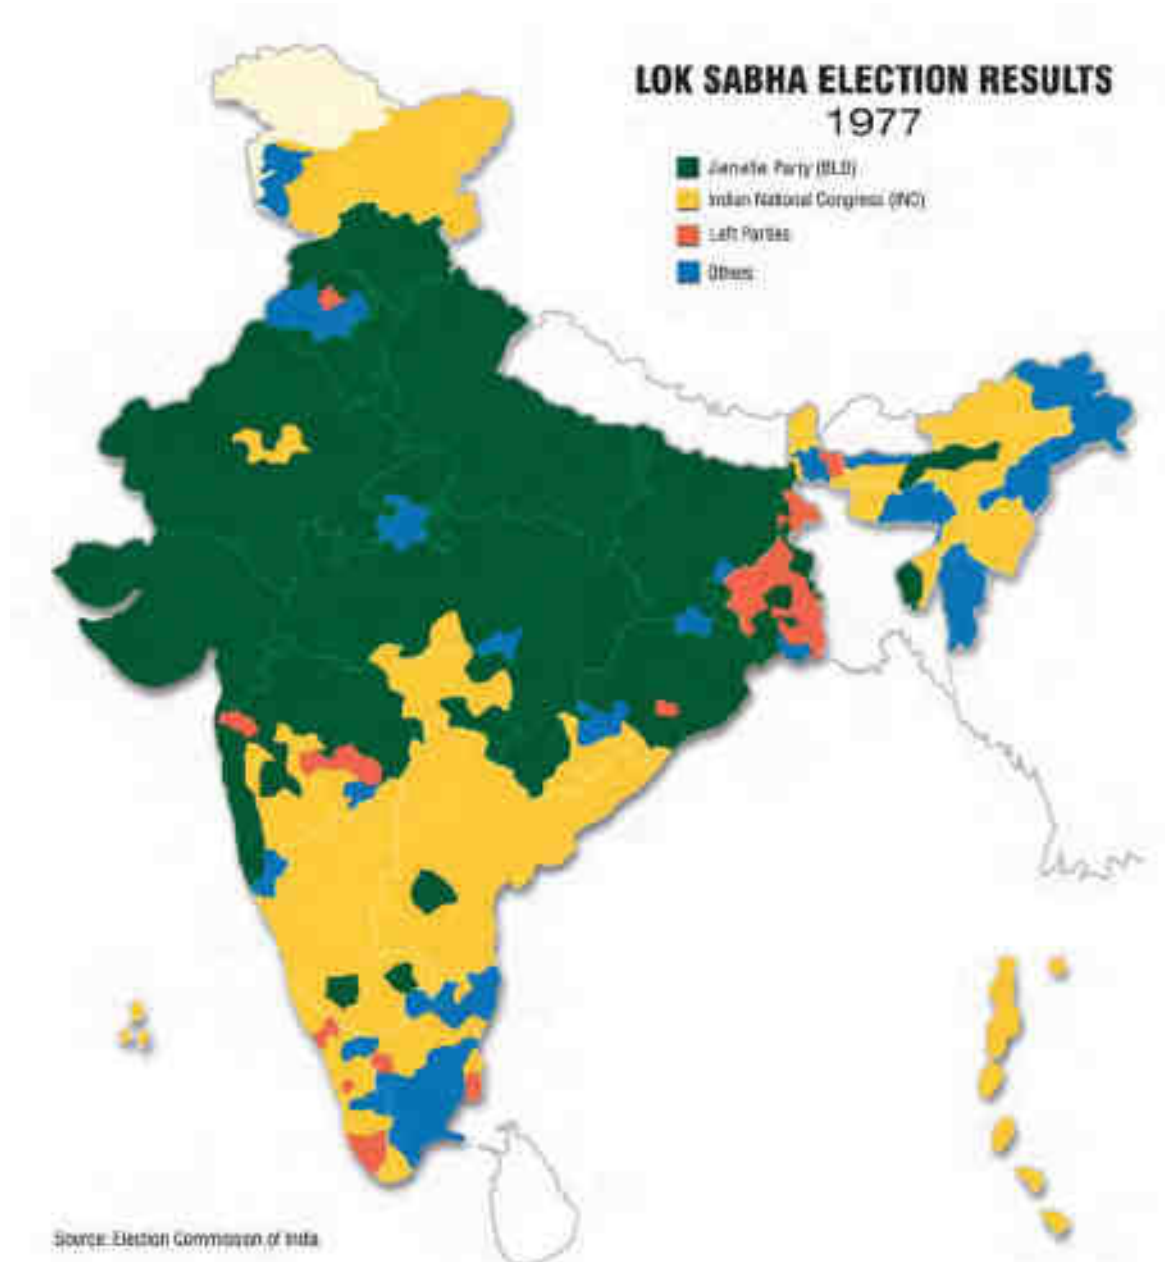 LOK SABHA ELECTION RESULTS
1977
Janata Party (BLD)
Indian National Congress (INC)
Left Parties
Others
Source: Election Commission of India